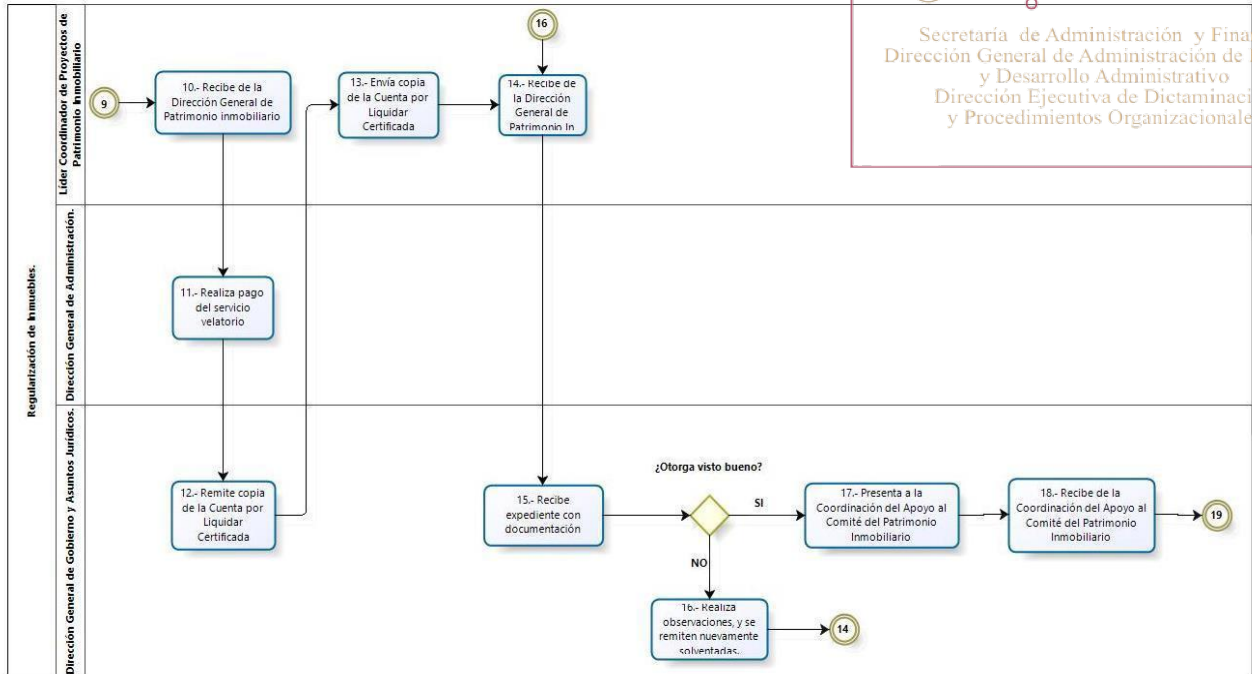 Secretaría de Administración y
Dirección General de Administración de
y Desarrollo Administrativo
Dirección Ejecutiva de
y Procedimientos
Regularización de Inmuebles.
Líder Coordinador de Proyectos de
Patrimonio Inmobiliario
9
10.- Recibe de la
Dirección General de
Patrimonio inmobiliario
13.- Envía copia
de la Cuenta por
Liquidar
Certificada
16
14.- Recibe de
la Dirección
General de
Patrimonio In
Dirección General de Administración.
11.- Realiza pago
del servicio
velatorio
Dirección General de Gobierno y Asuntos Jurídicos.
12.- Remite copia
de la Cuenta por
Liquidar
Certificada
15.- Recibe
expediente con
documentación
¿Otorga visto bueno?
SI
17.- Presenta a la
Coordinación del Apoyo al
Comité del Patrimonio
Inmobiliario
18.- Recibe de la
Coordinación del Apoyo al
Comité del Patrimonio
Inmobiliario
19
NO
16.- Realiza
observaciones, y se
remiten nuevamente
solventadas.
14